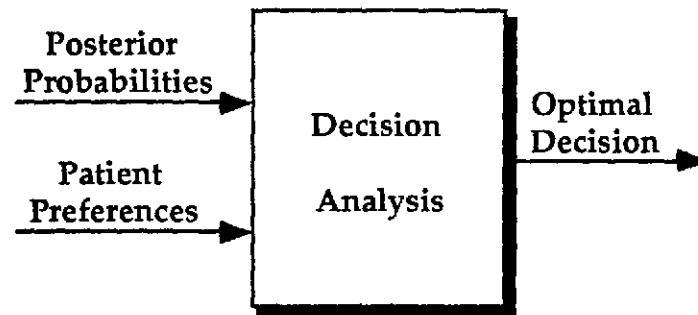 Posterior
Probabilities
Patient
Preferences
Decision
Analysis
Optimal
Decision